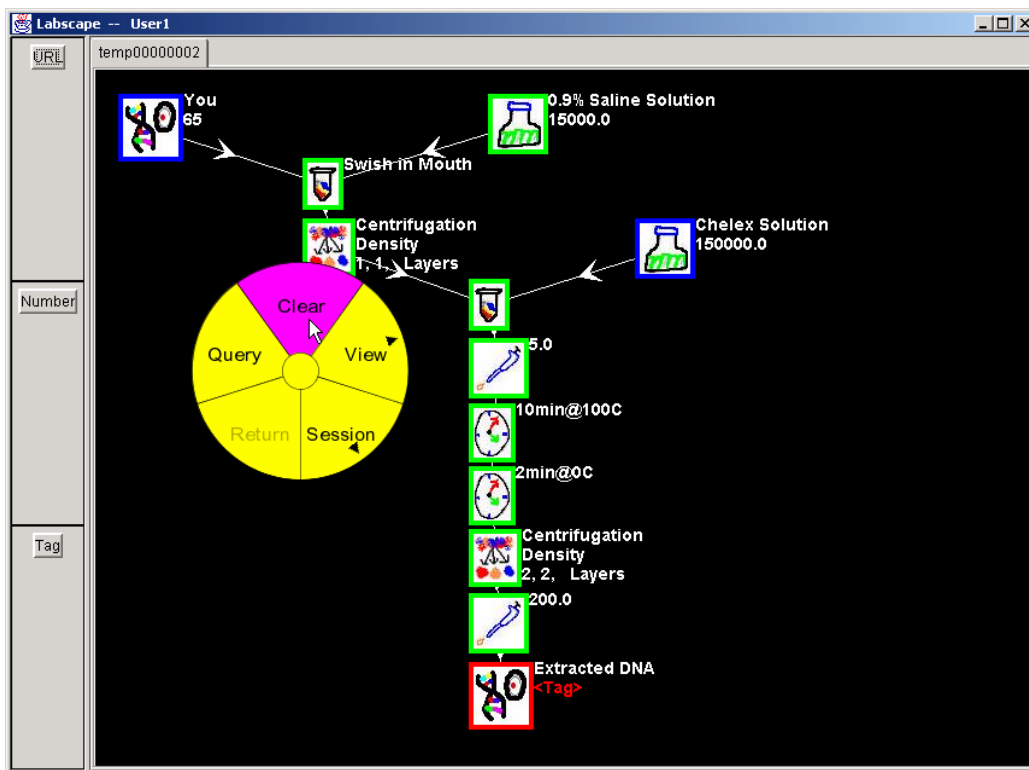 Labscape -- User1
URL
temp00000002
You
65
0.9% Saline Solution
15000.0
Swish in Mouth
Centrifugation
Density
1, 1, Layers
Chelex Solution
150000.0
Number
Clear
Query
View
Return
Session
5.0
10min@100C
2min@0C
Tag
Centrifugation
Density
2, 2, Layers
200.0
Extracted DNA
<Tag>